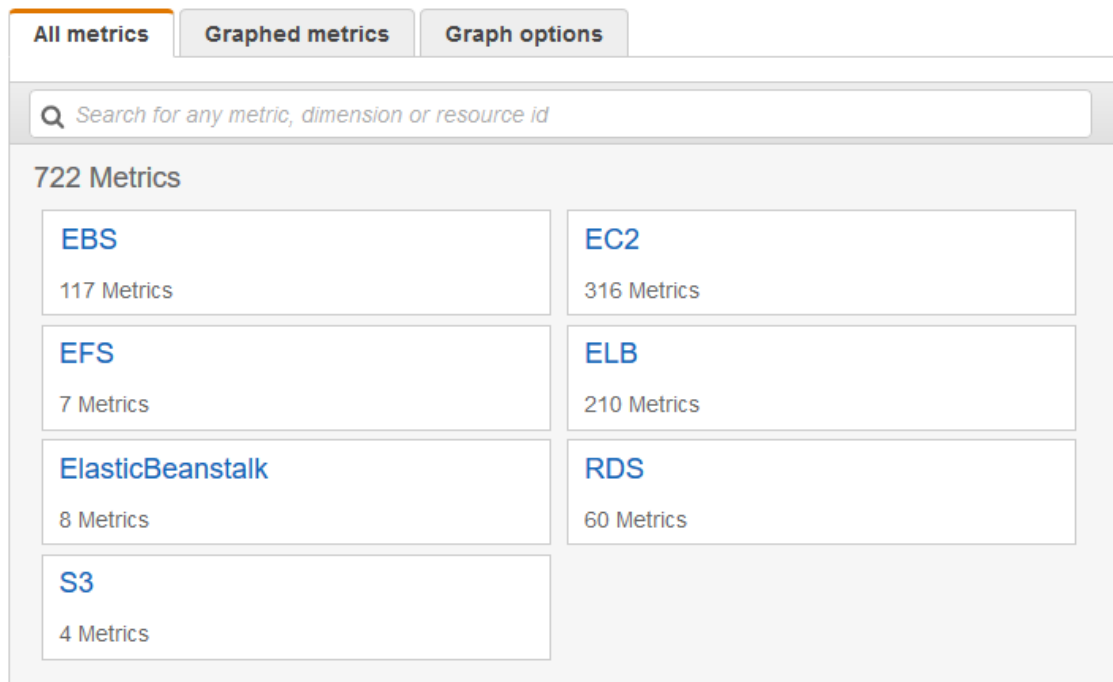 All metrics Graphed metrics Graph options
Search for any metric, dimension or resource id
722 Metrics
EBS EC2
117 Metrics 316 Metrics
EFS ELB
7 Metrics 210 Metrics
ElasticBeanstalk RDS
8 Metrics 60 Metrics
S3
4 Metrics